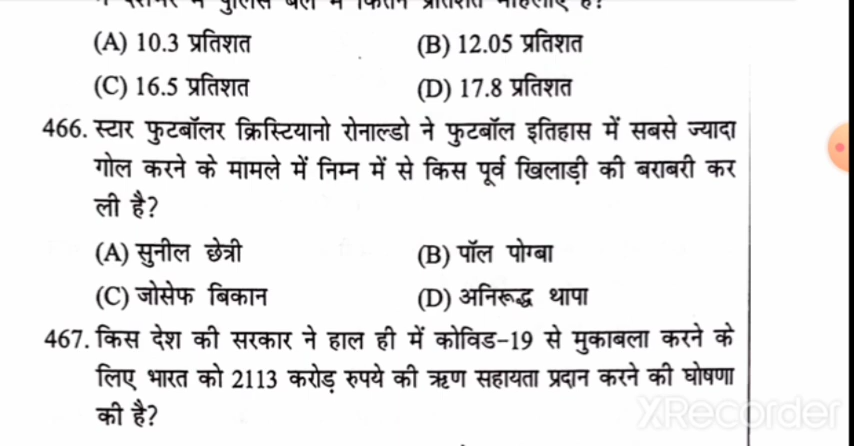 (A) 10.3 प्रतिशत (B) 12.05 प्रतिशत
(C) 16.5 प्रतिशत (D) 17.8 प्रतिशत
466. स्टार फुटबॉलर क्रिस्टियानो रोनाल्डो ने फुटबॉल इतिहास में सबसे ज्यादा
गोल करने के मामले में निम्न में से किस पूर्व खिलाड़ी की बराबरी कर
ली है?
(A) सुनील छेत्री (B) पॉल पोग्बा
(C) जोसेफ बिकान (D) अनिरूद्ध थापा
467. किस देश की सरकार ने हाल ही में कोविड-19 से मुकाबला करने के
लिए भारत को 2113 करोड़ रुपये की ऋण सहायता प्रदान करने की घोषणा
की है?
XRecorder